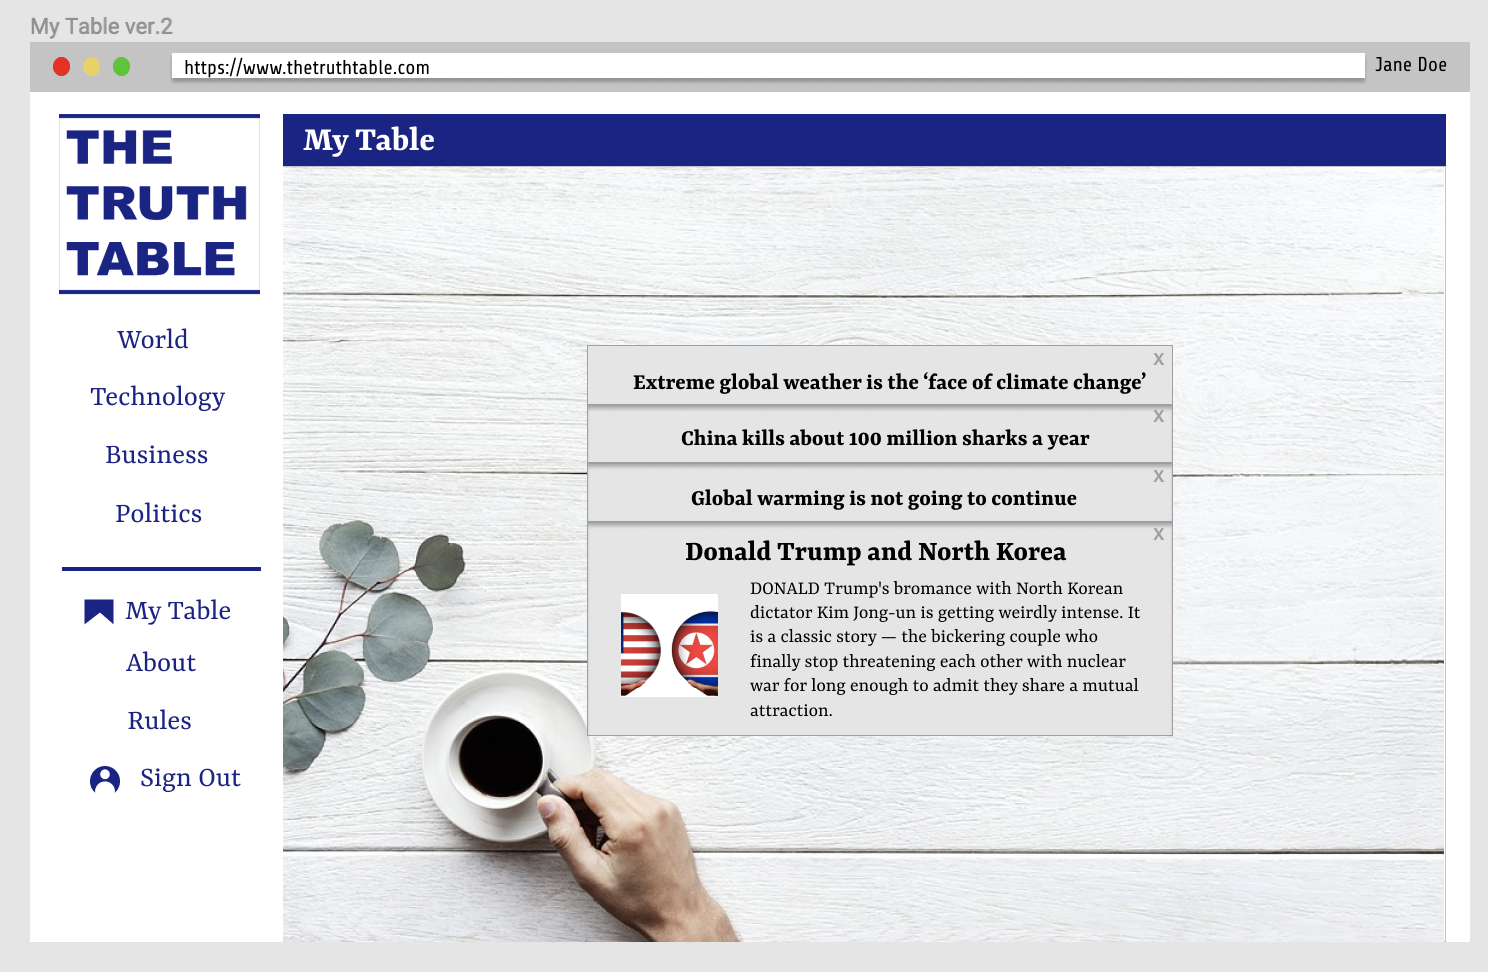 My Table ver.2
https://www.thetruthtable.com
Jane Doe
THE
TRUTH
TABLE
World
Technology
Business
Politics
My Table
About
Rules
Sign Out
My Table
X
Extreme global weather is the ‘face of climate change’
X
China kills about 100 million sharks a year
X
Global warming is not going to continue
X
Donald Trump and North Korea
DONALD Trump's bromance with North Korean
dictator Kim Jong-un is getting weirdly intense. It
is a classic story — the bickering couple who
finally stop threatening each other with nuclear
war for long enough to admit they share a mutual
attraction.